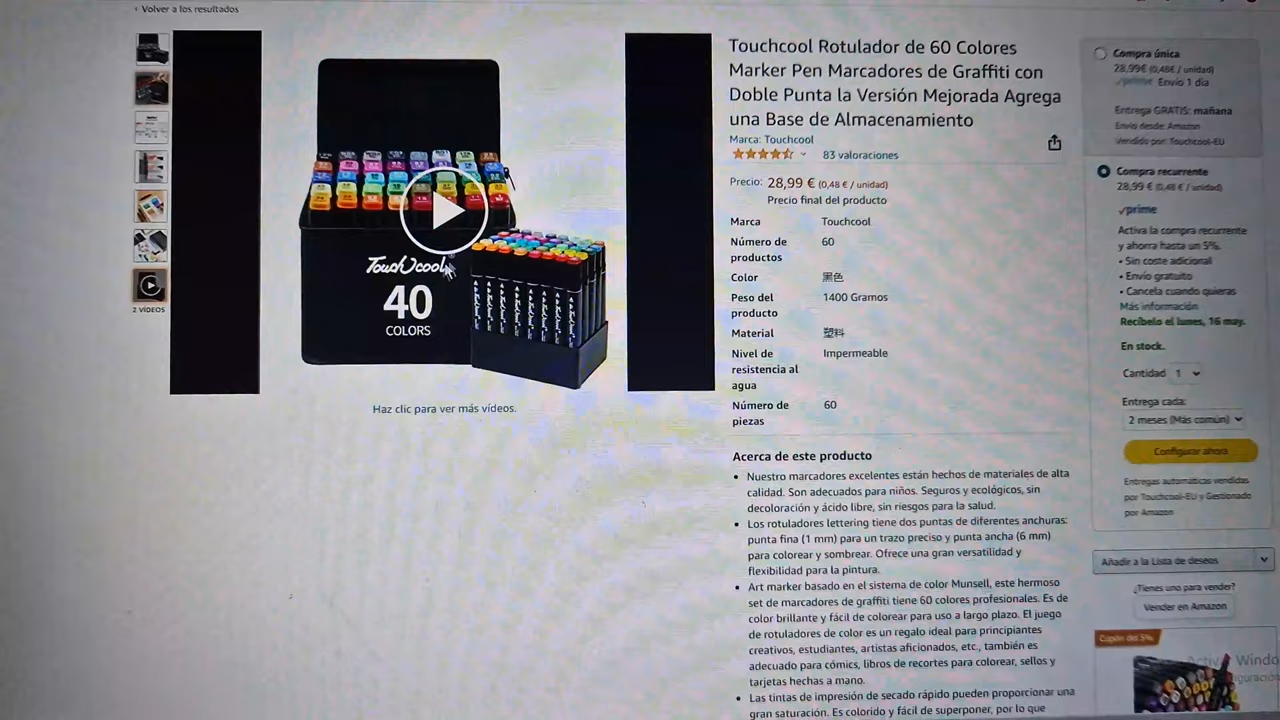 ‹ Volver a los resultados
2 VIDEOS
TouchCool
40
COLORS
Haz clic para ver más vídeos.
Touchcool Rotulador de 60 Colores
Marker Pen Marcadores de Graffiti con
Doble Punta la Versión Mejorada Agrega
una Base de Almacenamiento
Marca: Touchcool
83 valoraciones
Precio: 28,99 € (0,48 € / unidad)
Precio final del producto
Marca Touchcool
Número de productos 60
Color 黑色
Peso del producto 1400 Gramos
Material 塑料
Nivel de resistencia al agua Impermeable
Número de piezas 60
Acerca de este producto
• Nuestro marcadores excelentes están hechos de materiales de alta
calidad. Son adecuados para niños. Seguros y ecológicos, sin
decoloración y ácido libre, sin riesgos para la salud.
• Los rotuladores lettering tiene dos puntas de diferentes anchuras:
punta fina (1 mm) para un trazo preciso y punta ancha (6 mm)
para colorear y sombrear. Ofrece una gran versatilidad y
flexibilidad para la pintura.
• Art marker basado en el sistema de color Munsell, este hermoso
set de marcadores de graffiti tiene 60 colores profesionales. Es de
color brillante y fácil de colorear para uso a largo plazo. El juego
de rotuladores de color es un regalo ideal para principiantes
creativos, estudiantes, artistas aficionados, etc., también es
adecuado para cómics, libros de recortes para colorear, sellos y
tarjetas hechas a mano.
• Las tintas de impresión de secado rápido pueden proporcionar una
gran saturación. Es colorido y fácil de superponer, por lo que
Compra única
28,99€ (0,48€ / unidad)
prime Envío 1 día
Entrega GRATIS: mañana
Envío desde: Amazon
Vendido por: Touchcool-EU
Compra recurrente
28,99 € (0,48 € / unidad)
prime
Activa la compra recurrente
y ahorra hasta un 5%.
• Sin coste adicional
• Envío gratuito
• Cancela cuando quieras
Más información
Recíbelo el lunes, 16 may.
En stock.
Cantidad 1
Entrega cada:
2 meses (Más común)
Configurar ahora
Entregas automáticas vendidas
por Touchcool-EU y Gestionado
por Amazon
Añadir a la Lista de deseos
¿Tienes uno para vender?
Vender en Amazon
Cupón del 5%